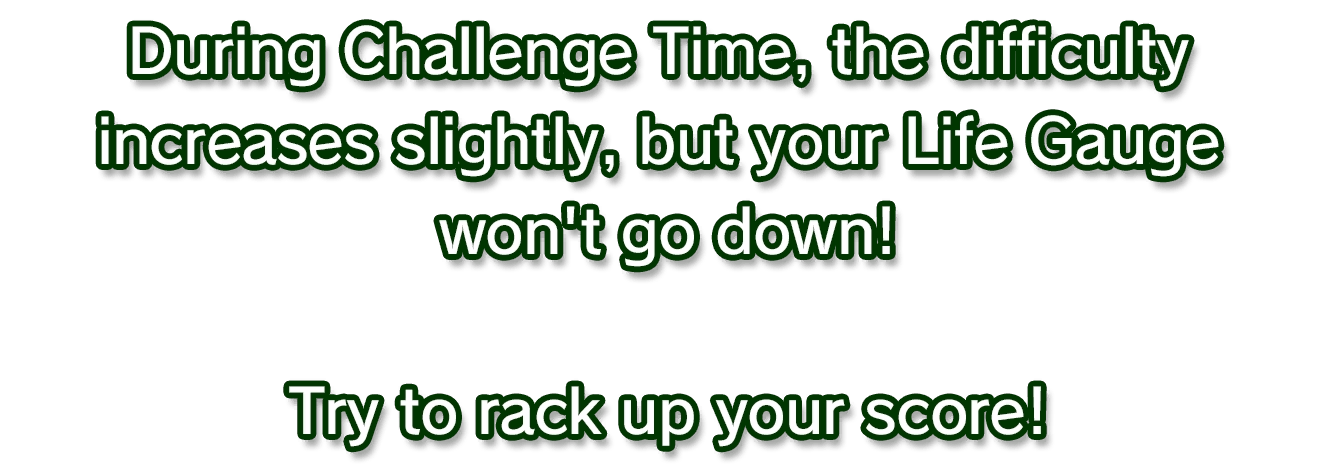 During Challenge Time, the difficulty
increases slightly, but your Life Gauge
won't go down!
Try to rack up your score!